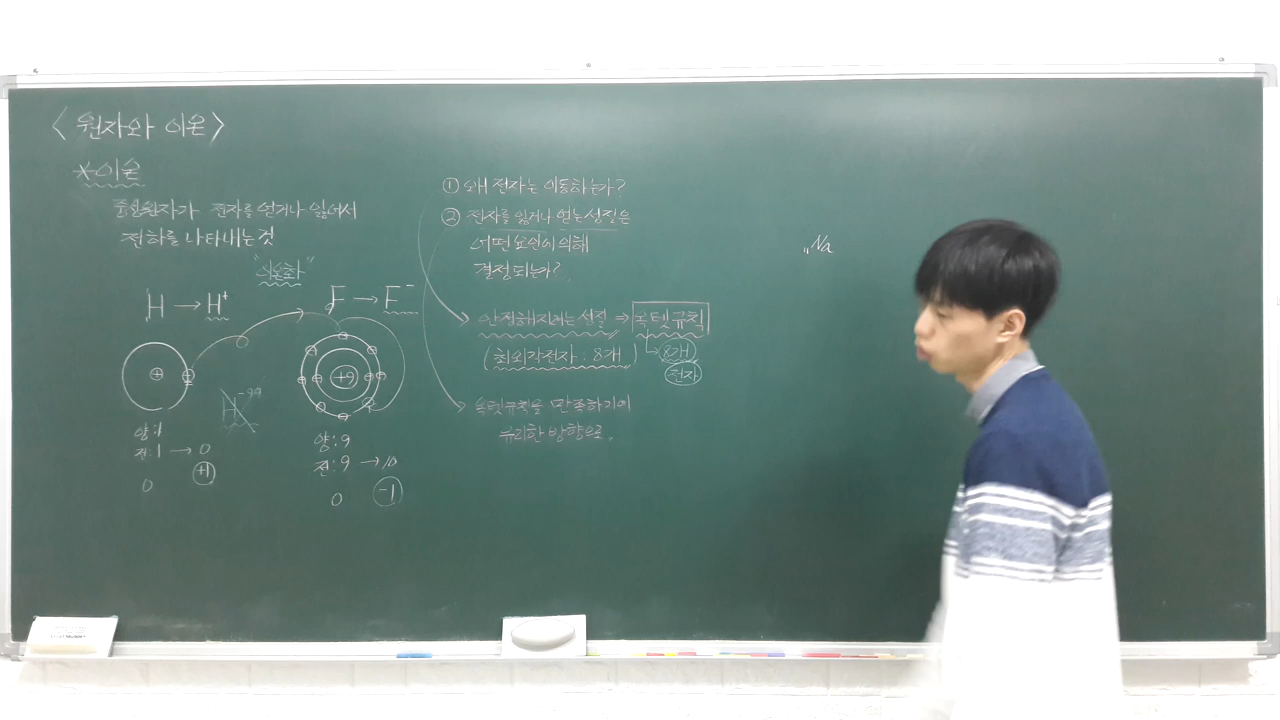 <원자와 이온>
*이온
중성원자가 전자를 얻거나 잃어서
전하를 나타내는것
"이온화"
H → H⁺
F → F⁻
+
-
+9
H⁻⁹⁹
양:1
전:1 → 0
+1
0
양:9
전:9 → 10
0
-1
① 왜 전자는 이동하는가?
② 전자를 잃거나 얻는 성질은
어떤 요인에 의해
결정되는가?
안정해지려는 성질 ⇒ 옥텟규칙
(최외각전자 : 8개)
→ 8개
전자
옥텟규칙을 만족하기에
유리한 방향으로.
₁₁Na